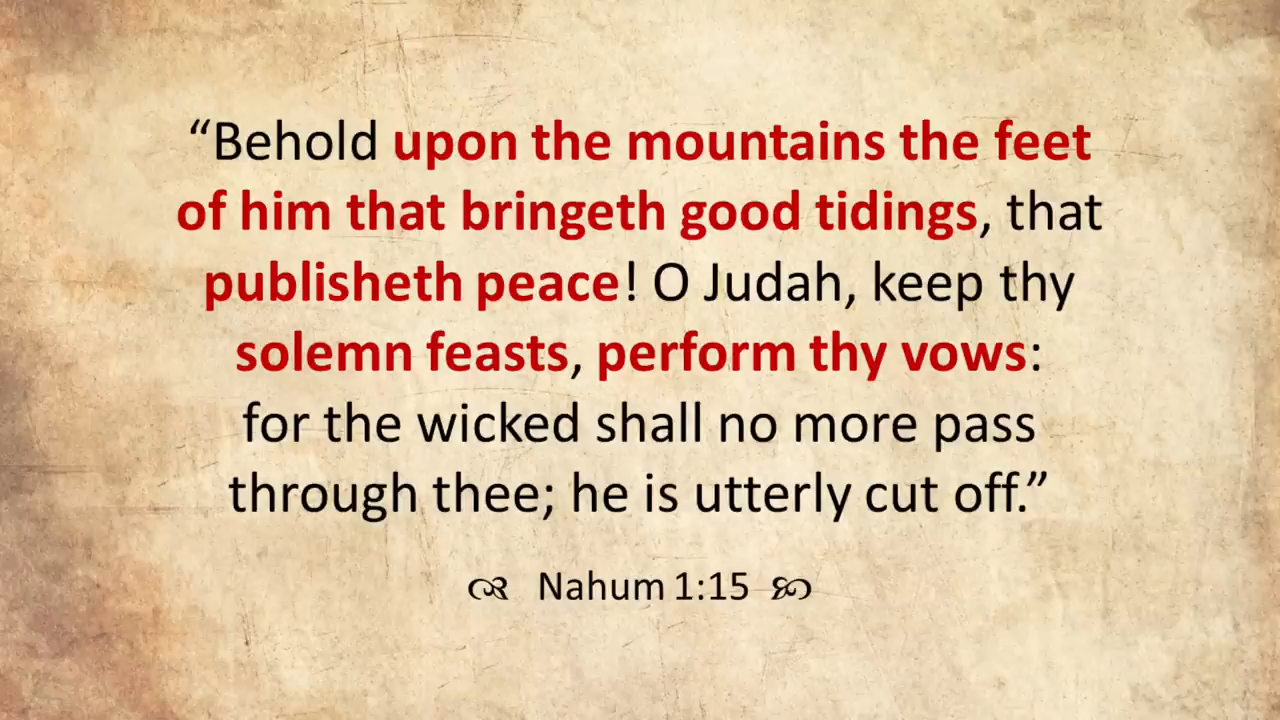 “Behold upon the mountains the feet
of him that bringeth good tidings, that
publisheth peace! O Judah, keep thy
solemn feasts, perform thy vows:
for the wicked shall no more pass
through thee; he is utterly cut off.”
Nahum 1:15